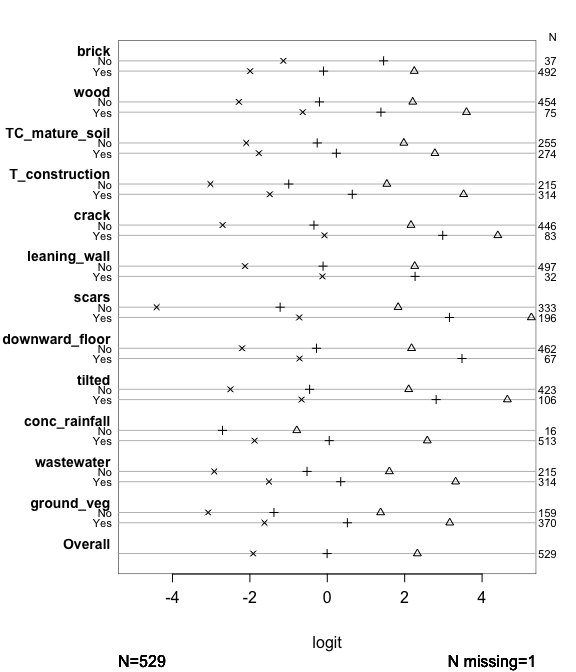 N
brick
No 37
Yes 492
wood
No 454
Yes 75
TC_mature_soil
No 255
Yes 274
T_construction
No 215
Yes 314
crack
No 446
Yes 83
leaning_wall
No 497
Yes 32
scars
No 333
Yes 196
downward_floor
No 462
Yes 67
tilted
No 423
Yes 106
conc_rainfall
No 16
Yes 513
wastewater
No 215
Yes 314
ground_veg
No 159
Yes 370
Overall
529
-4 -2 0 2 4
logit
N=529 N missing=1